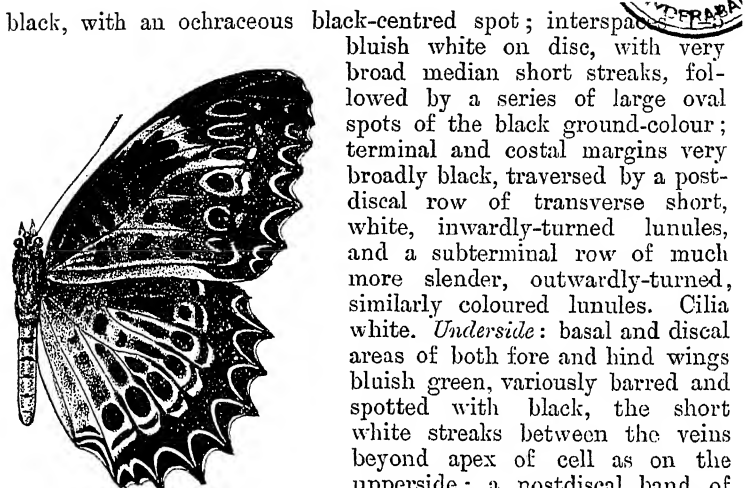 black, with an ochraceous black-centred spot ; interspaces 1–3
bluish white on disc, with very
broad median short streaks, fol-
lowed by a series of large oval
spots of the black ground-colour ;
terminal and costal margins very
broadly black, traversed by a post-
discal row of transverse short,
white, inwardly-turned lunules,
and a subterminal row of much
more slender, outwardly-turned,
similarly coloured lunules. Cilia
white. Underside : basal and discal
areas of both fore and hind wings
bluish green, variously barred and
spotted with black, the short
white streaks between the veins
beyond apex of cell as on the
upperside ; a postdiscal band of